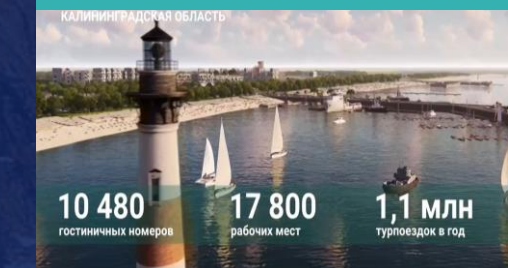 КАЛИНИНГРАДСКАЯ ОБЛАСТЬ
10 480 17 800 1,1 МЛН
гостиничных номеров рабочих мест турпоездок в год